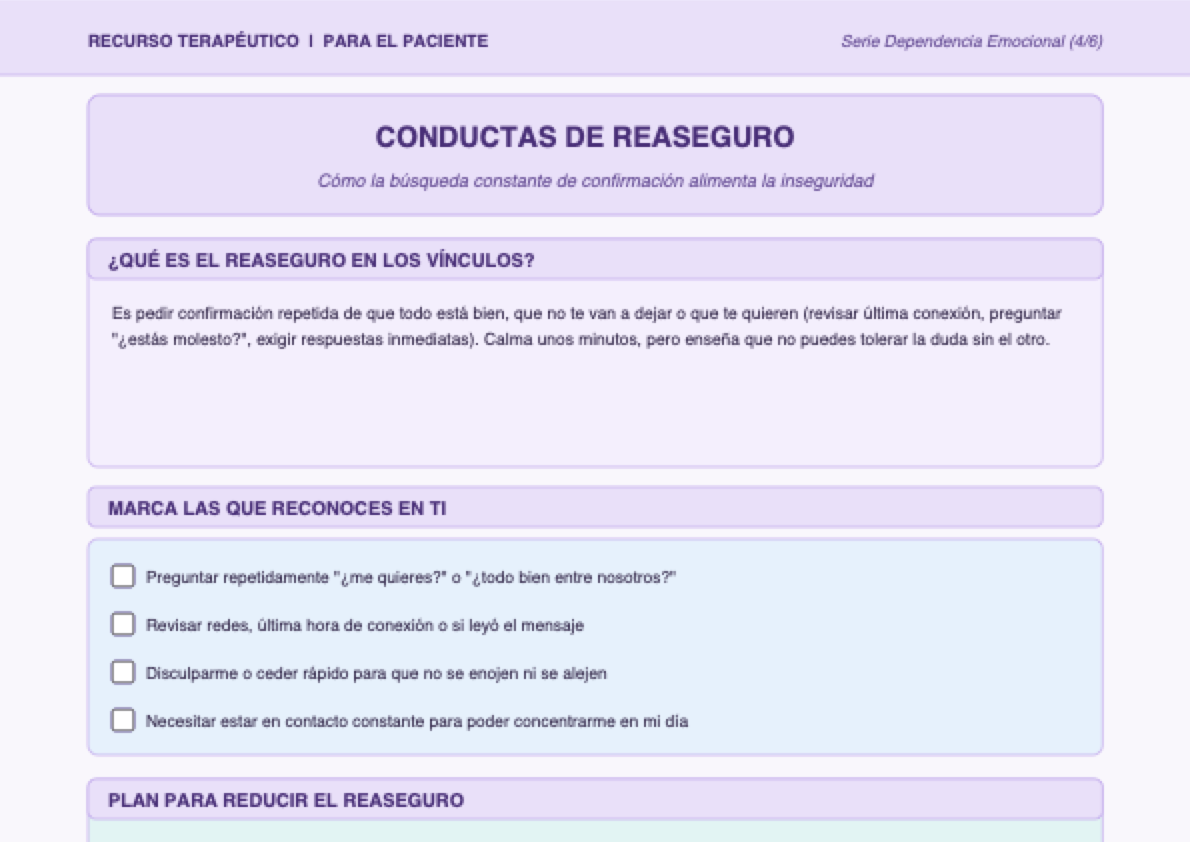 RECURSO TERAPÉUTICO | PARA EL PACIENTE
Serie Dependencia Emocional (4/6)
CONDUCTAS DE REASEGURO
Cómo la búsqueda constante de confirmación alimenta la inseguridad
¿QUÉ ES EL REASEGURO EN LOS VÍNCULOS?
Es pedir confirmación repetida de que todo está bien, que no te van a dejar o que te quieren (revisar última conexión, preguntar
"¿estás molesto?", exigir respuestas inmediatas). Calma unos minutos, pero enseña que no puedes tolerar la duda sin el otro.
MARCA LAS QUE RECONOCES EN TI
Preguntar repetidamente "¿me quieres?" o "¿todo bien entre nosotros?"
Revisar redes, última hora de conexión o si leyó el mensaje
Disculparme o ceder rápido para que no se enojen ni se alejen
Necesitar estar en contacto constante para poder concentrarme en mi día
PLAN PARA REDUCIR EL REASEGURO